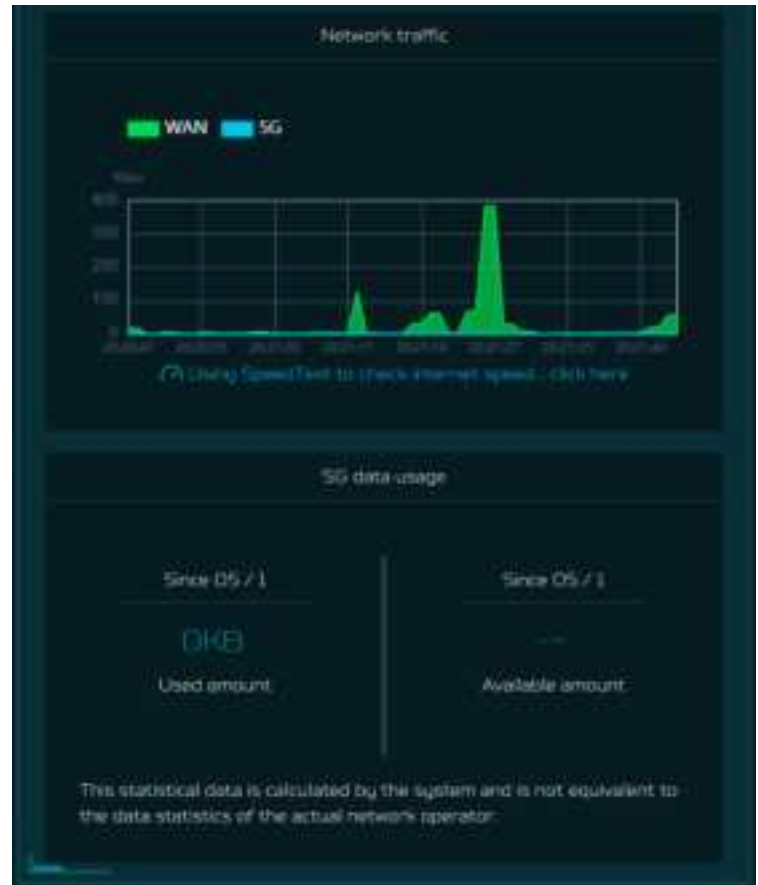 Network traffic
WAN 5G
400
300
200
100
0
Using SpeedTest to check internet speed... click here
5G data usage
Since 05 / 1 Since 05 / 1
0KB --
Used amount Available amount
This statistical data is calculated by the system and is not equivalent to
the data statistics of the actual network operator.